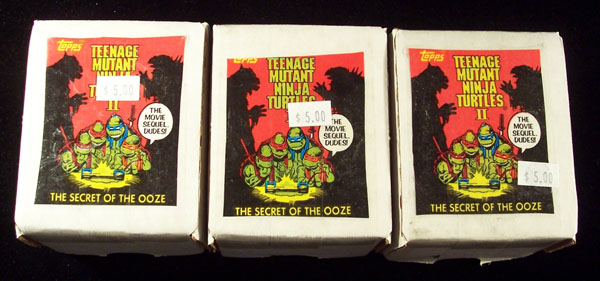 Topps
TEENAGE
MUTANT
NINJA
II
$5.00
THE
MOVIE
SEQUEL,
DUDES!
THE SECRET OF THE OOZE
Topps
TEENAGE
MUTANT
NINJA
TURTLES
$5.00
THE
MOVIE
SEQUEL,
DUDES!
THE SECRET OF THE OOZE
Topps
TEENAGE
MUTANT
NINJA
TURTLES
II
THE
MOVIE
SEQUEL,
DUDES!
$5.00
THE SECRET OF THE OOZE